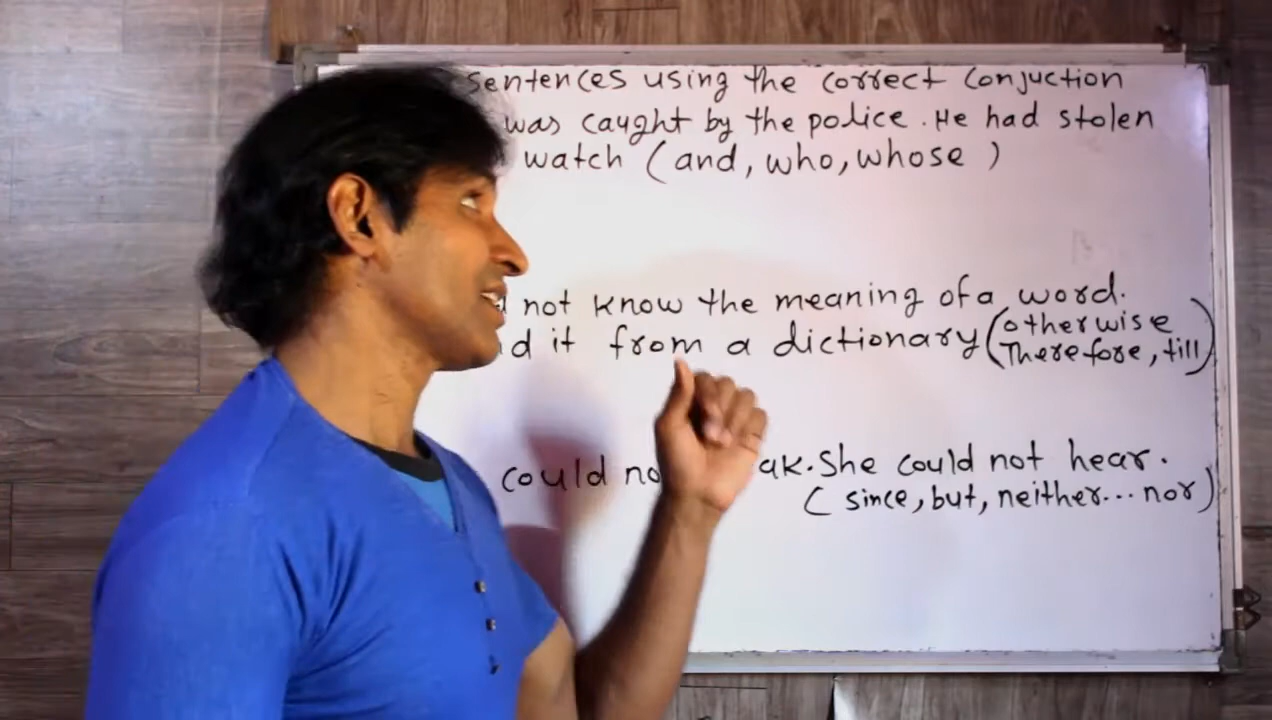 sentences using the correct conjuction
was caught by the police. He had stolen
watch (and, who, whose)
not know the meaning of a word.
it from a dictionary (otherwise
Therefore, till)
could She could not hear.
(since, but, neither... nor)